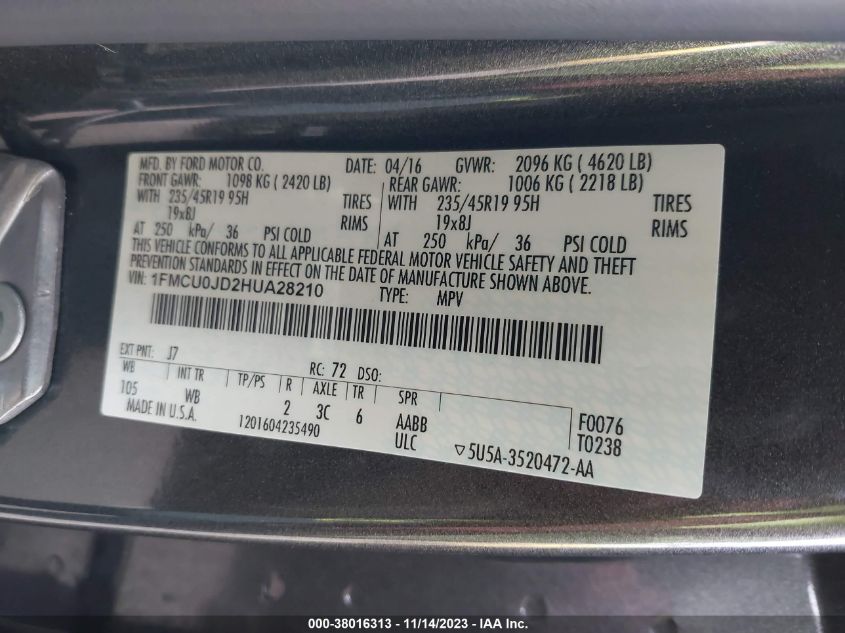 MFD. BY FORD MOTOR CO. DATE: 04/16 GVWR: 2096 KG ( 4620 LB)
FRONT GAWR: 1098 KG ( 2420 LB) REAR GAWR: 1006 KG ( 2218 LB)
WITH 235/45R19 95H TIRES WITH 235/45R19 95H TIRES
19x8J RIMS 19x8J RIMS
AT 250 kPa/ 36 PSI COLD AT 250 kPa/ 36 PSI COLD
THIS VEHICLE CONFORMS TO ALL APPLICABLE FEDERAL MOTOR VEHICLE SAFETY AND THEFT
PREVENTION STANDARDS IN EFFECT ON THE DATE OF MANUFACTURE SHOWN ABOVE.
VIN: 1FMCU0JD2HUA28210 TYPE: MPV
EXT PNT: J7 RC: 72 DSO:
WB INT TR TP/PS R AXLE TR SPR
105 WB 2 3C 6 AABB F0076
MADE IN U.S.A. 1201604235490 ULC T0238
▽5U5A-3520472-AA
000-38016313 - 11/14/2023 - IAA Inc.